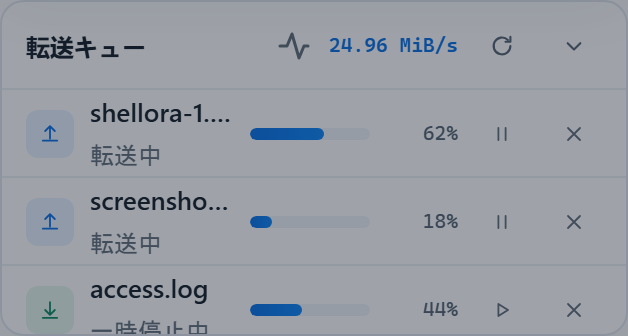 転送キュー 24.96 MiB/s
shellora-1....
62%
転送中
screensho...
18%
転送中
access.log
44%
一時停止中